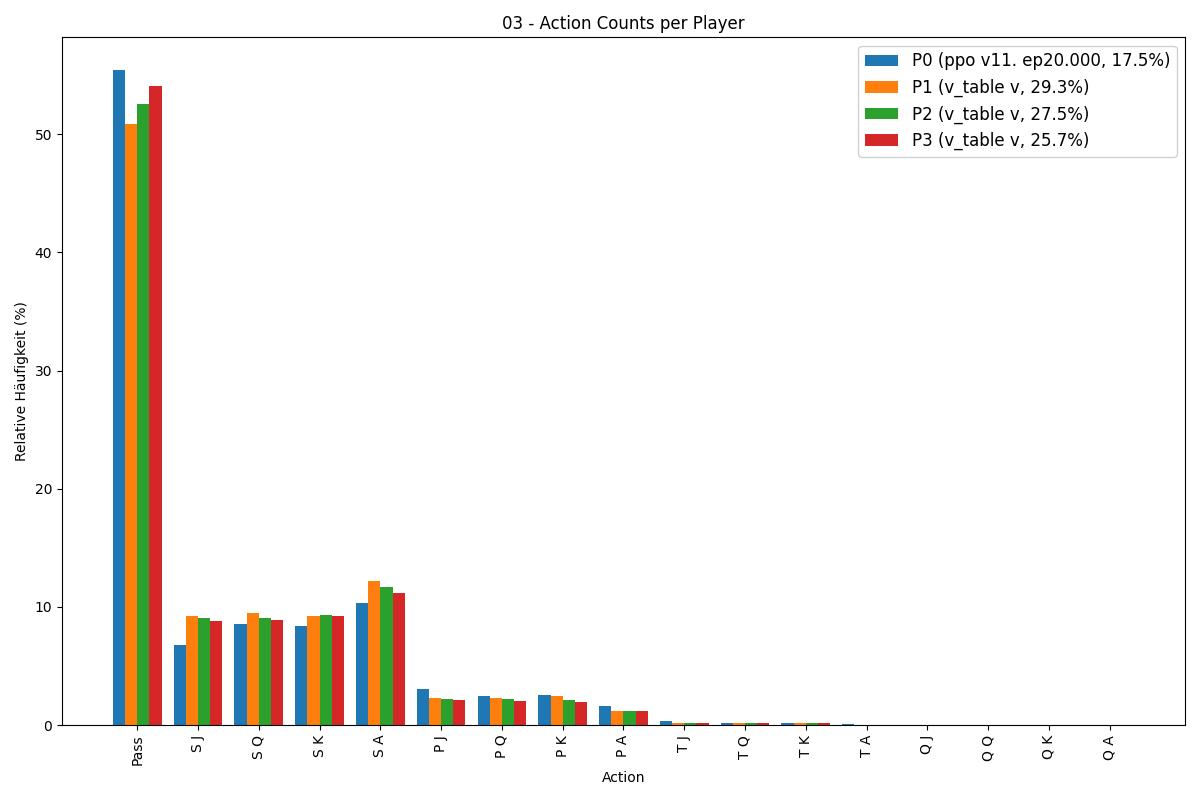 03 - Action Counts per Player
P0 (ppo v11. ep20.000, 17.5%)
P1 (v_table v, 29.3%)
P2 (v_table v, 27.5%)
P3 (v_table v, 25.7%)
Relative Häufigkeit (%)
50
40
30
20
10
0
Pass
S J
S Q
S K
S A
P J
P Q
P K
P A
T J
T Q
T K
T A
Q J
Q Q
Q K
Q A
Action